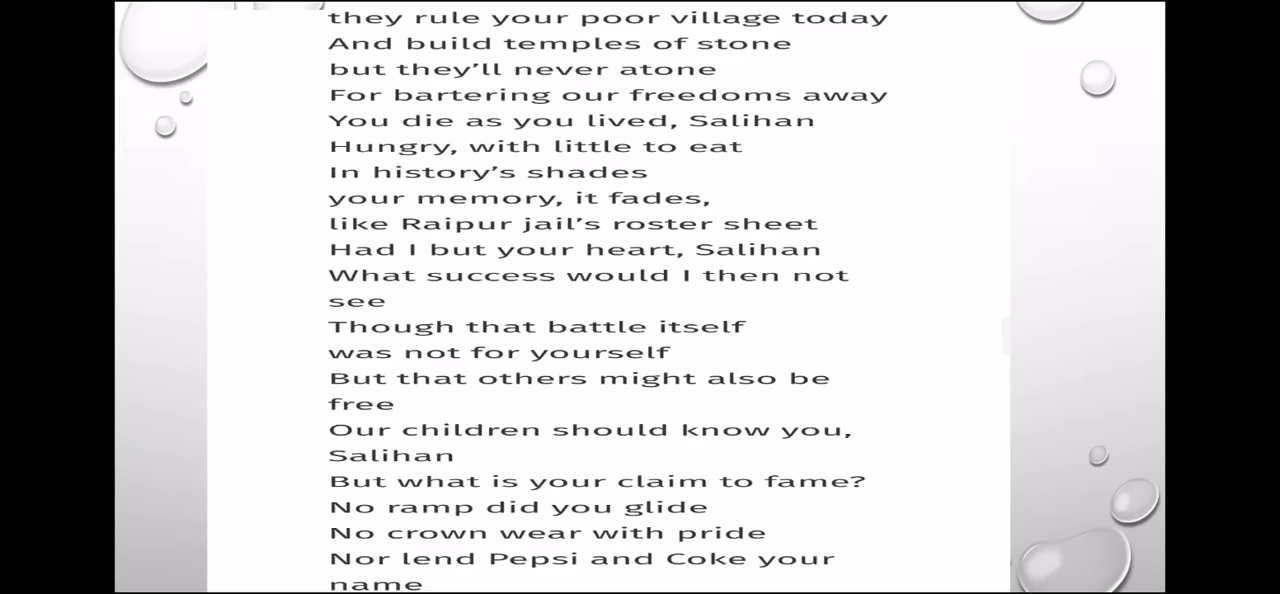 they rule your poor village today
And build temples of stone
but they’ll never atone
For bartering our freedoms away
You die as you lived, Salihan
Hungry, with little to eat
In history’s shades
your memory, it fades,
like Raipur jail’s roster sheet
Had I but your heart, Salihan
What success would I then not
see
Though that battle itself
was not for yourself
But that others might also be
free
Our children should know you,
Salihan
But what is your claim to fame?
No ramp did you glide
No crown wear with pride
Nor lend Pepsi and Coke your
name